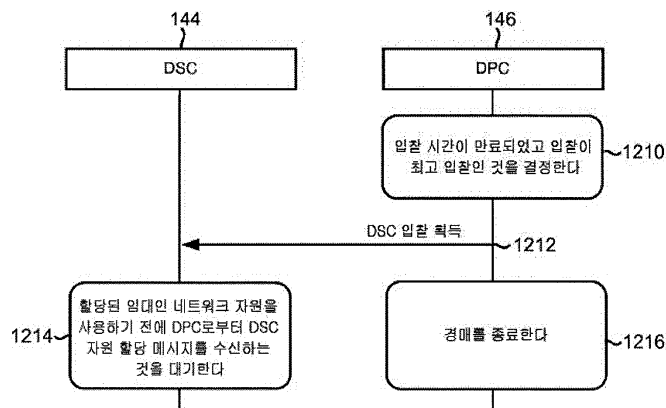 144
146
DSC
DPC
입찰 시간이 만료되었고 입찰이
최고 입찰인 것을 결정한다
1210
DSC 입찰 획득
1212
할당된 임대인 네트워크 자원을
사용하기 전에 DPC로부터 DSC
자원 할당 메시지를 수신하는
것을 대기한다
1214
경매를 종료한다
1216